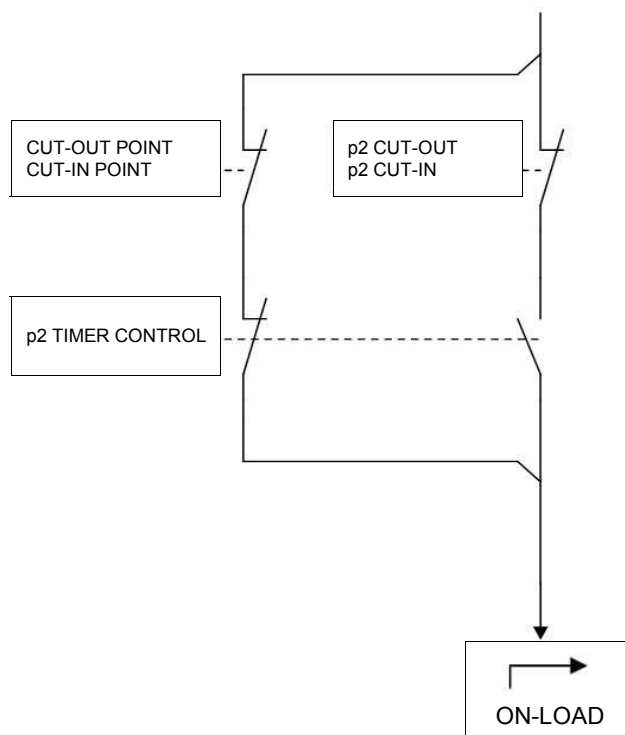 CUT-OUT POINT
CUT-IN POINT
p2 CUT-OUT
p2 CUT-IN
p2 TIMER CONTROL
ON-LOAD